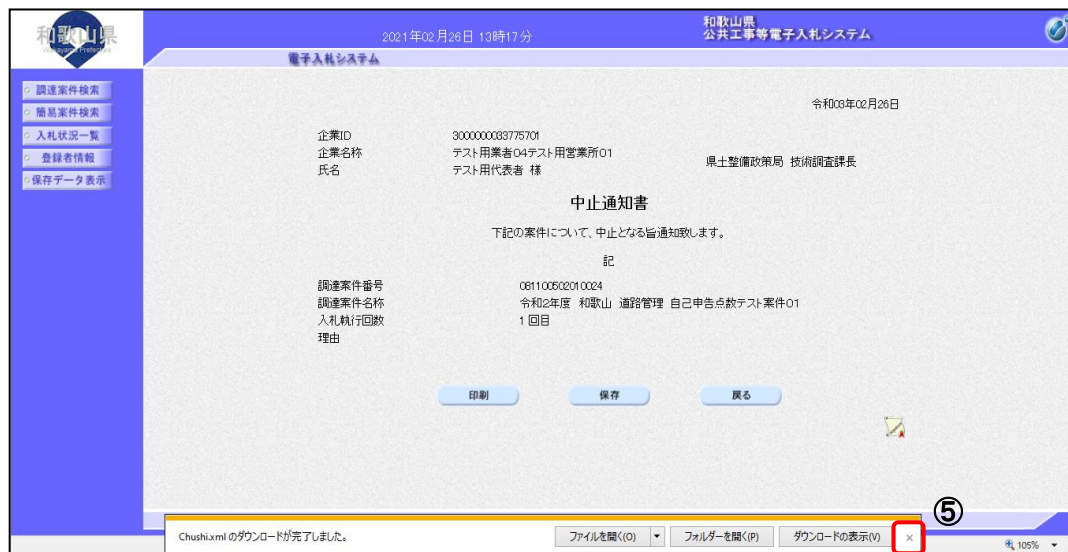 和歌山県
Wakayama Prefecture
2021年02月26日 13時17分
和歌山県
公共工事等電子入札システム
電子入札システム
調達案件検索
簡易案件検索
入札状況一覧
登録者情報
保存データ表示
令和03年02月26日
企業ID 3000000033775701
企業名称 テスト用業者04テスト用営業所01
氏名 テスト用代表者 様
県土整備政策局 技術調査課長
中止通知書
下記の案件について、中止となる旨通知致します。
記
調達案件番号 081100502010024
調達案件名称 令和2年度 和歌山 道路管理 自己申告点数テスト案件01
入札執行回数 1 回目
理由
印刷 保存 戻る
⑤
Chushi.xml のダウンロードが完了しました。 ファイルを開く(O) ▼ フォルダーを開く(P) ダウンロードの表示(V) ×
105% ▼